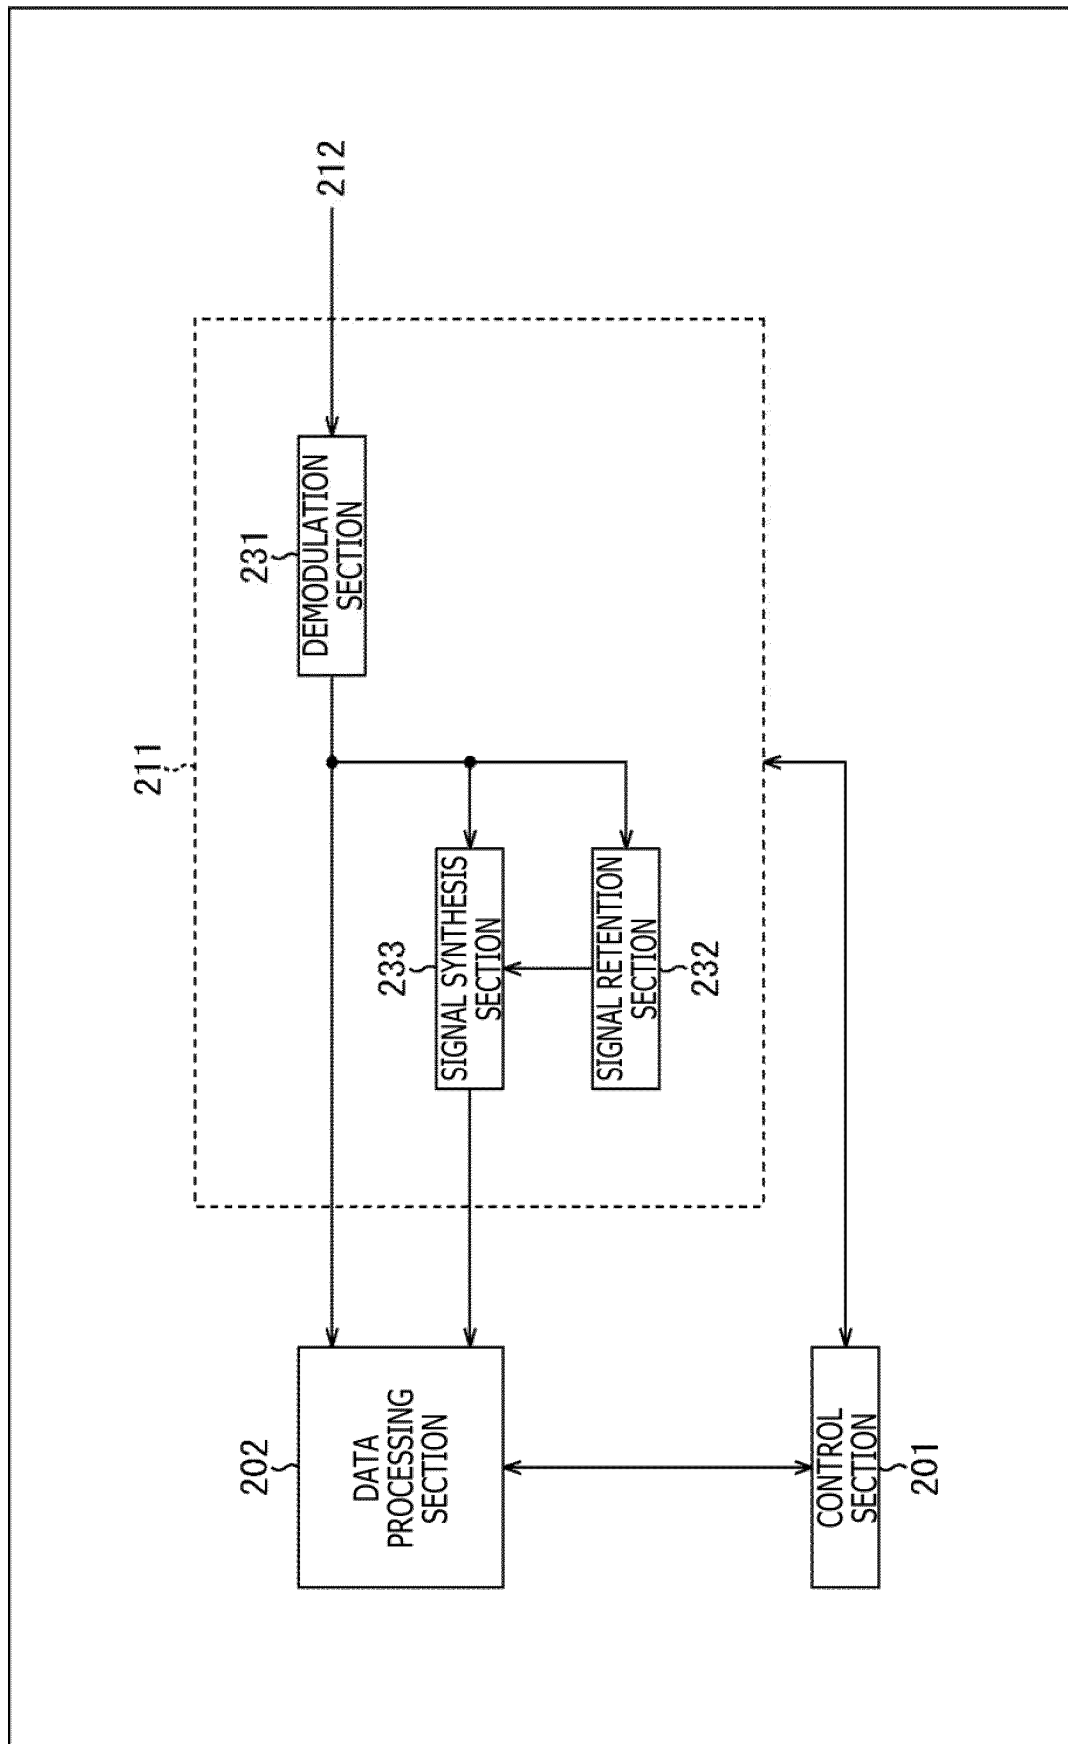 211
212
231
DEMODULATION
SECTION
233
SIGNAL SYNTHESIS
SECTION
SIGNAL RETENTION
SECTION
232
202
DATA
PROCESSING
SECTION
CONTROL
SECTION
201